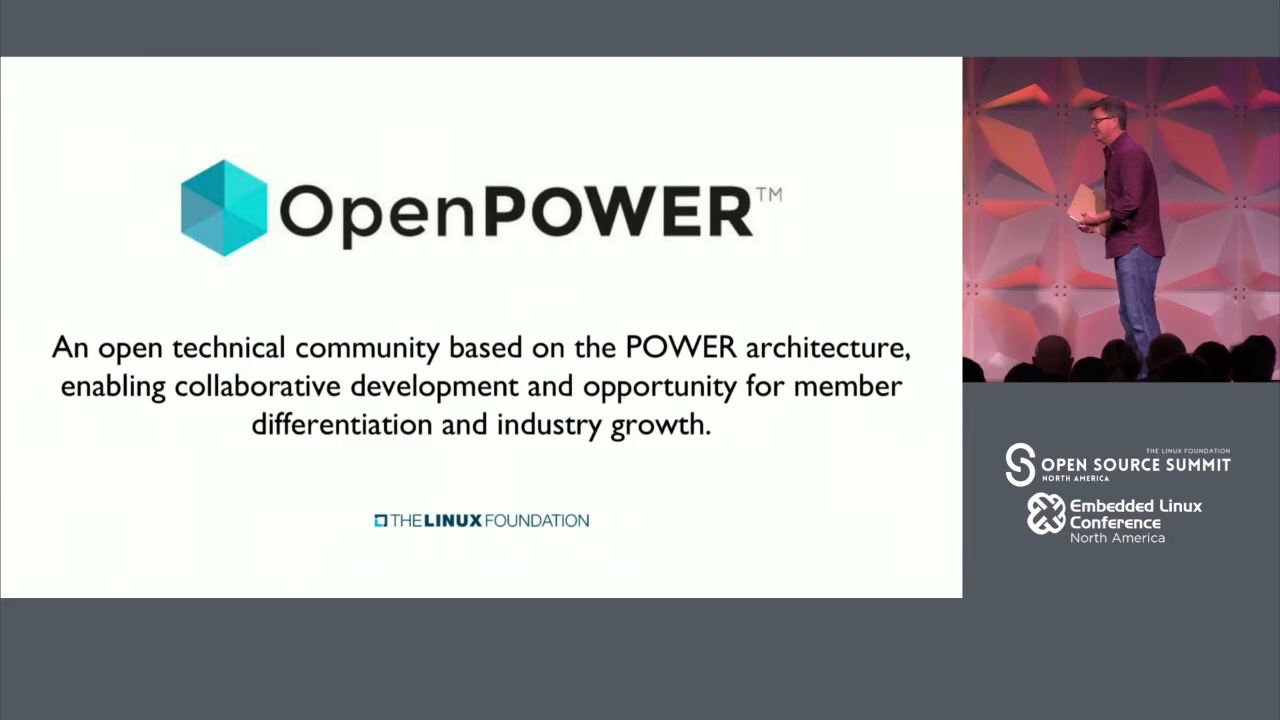 OpenPOWER™
An open technical community based on the POWER architecture,
enabling collaborative development and opportunity for member
differentiation and industry growth.
THE LINUX FOUNDATION
THE LINUX FOUNDATION
OPEN SOURCE SUMMIT
NORTH AMERICA
Embedded Linux
Conference
North America